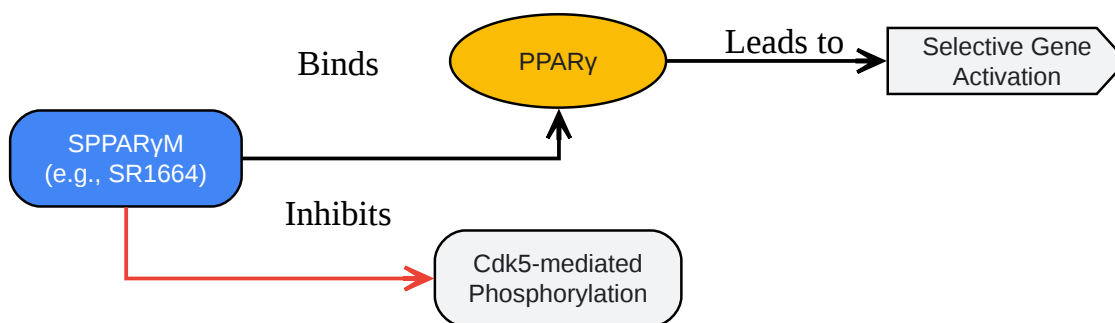 Leads to
Selective Gene
Activation
PPARγ
Binds
SPPARγM
(e.g., SR1664)
Inhibits
Cdk5-mediated
Phosphorylation